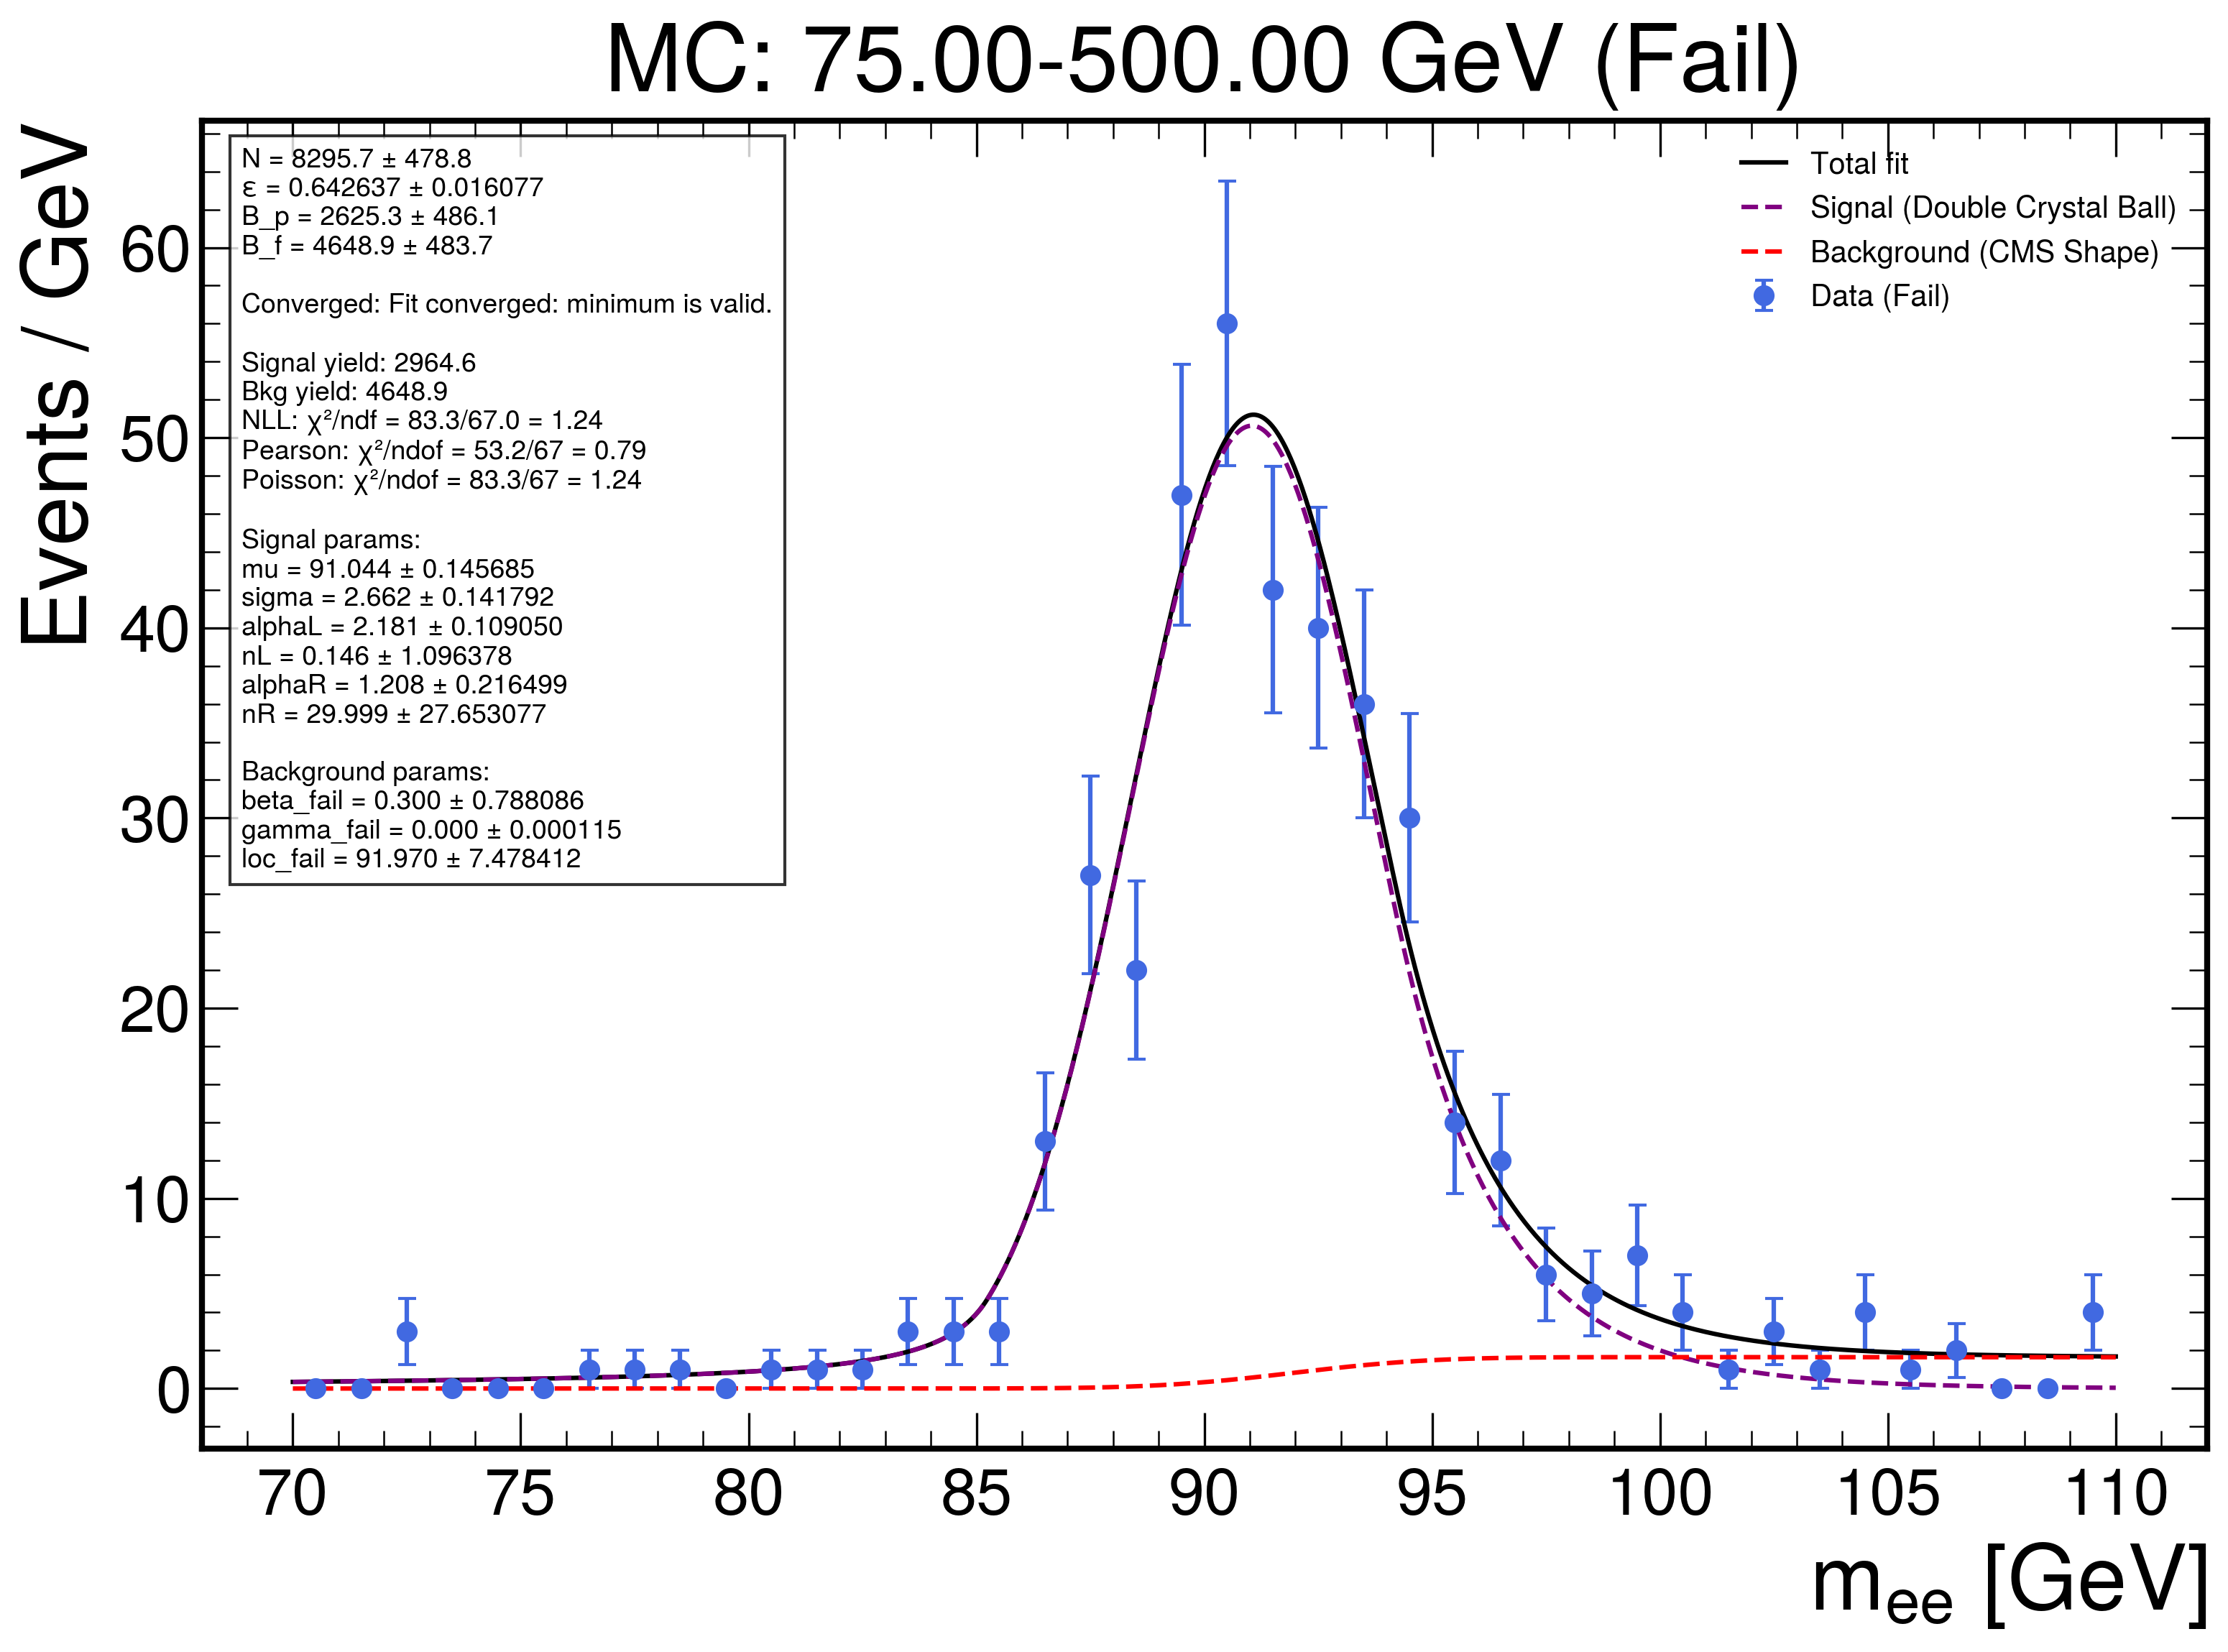 MC: 75.00-500.00 GeV (Fail)
Events / GeV
N = 8295.7 ± 478.8
ε = 0.642637 ± 0.016077
B_p = 2625.3 ± 486.1
B_f = 4648.9 ± 483.7
Converged: Fit converged: minimum is valid.
Signal yield: 2964.6
Bkg yield: 4648.9
NLL: χ²/ndf = 83.3/67.0 = 1.24
Pearson: χ²/ndof = 53.2/67 = 0.79
Poisson: χ²/ndof = 83.3/67 = 1.24
Signal params:
mu = 91.044 ± 0.145685
sigma = 2.662 ± 0.141792
alphaL = 2.181 ± 0.109050
nL = 0.146 ± 1.096378
alphaR = 1.208 ± 0.216499
nR = 29.999 ± 27.653077
Background params:
beta_fail = 0.300 ± 0.788086
gamma_fail = 0.000 ± 0.000115
loc_fail = 91.970 ± 7.478412
Total fit
Signal (Double Crystal Ball)
Background (CMS Shape)
Data (Fail)
60
50
40
30
20
10
0
70 75 80 85 90 95 100 105 110
m_ee [GeV]